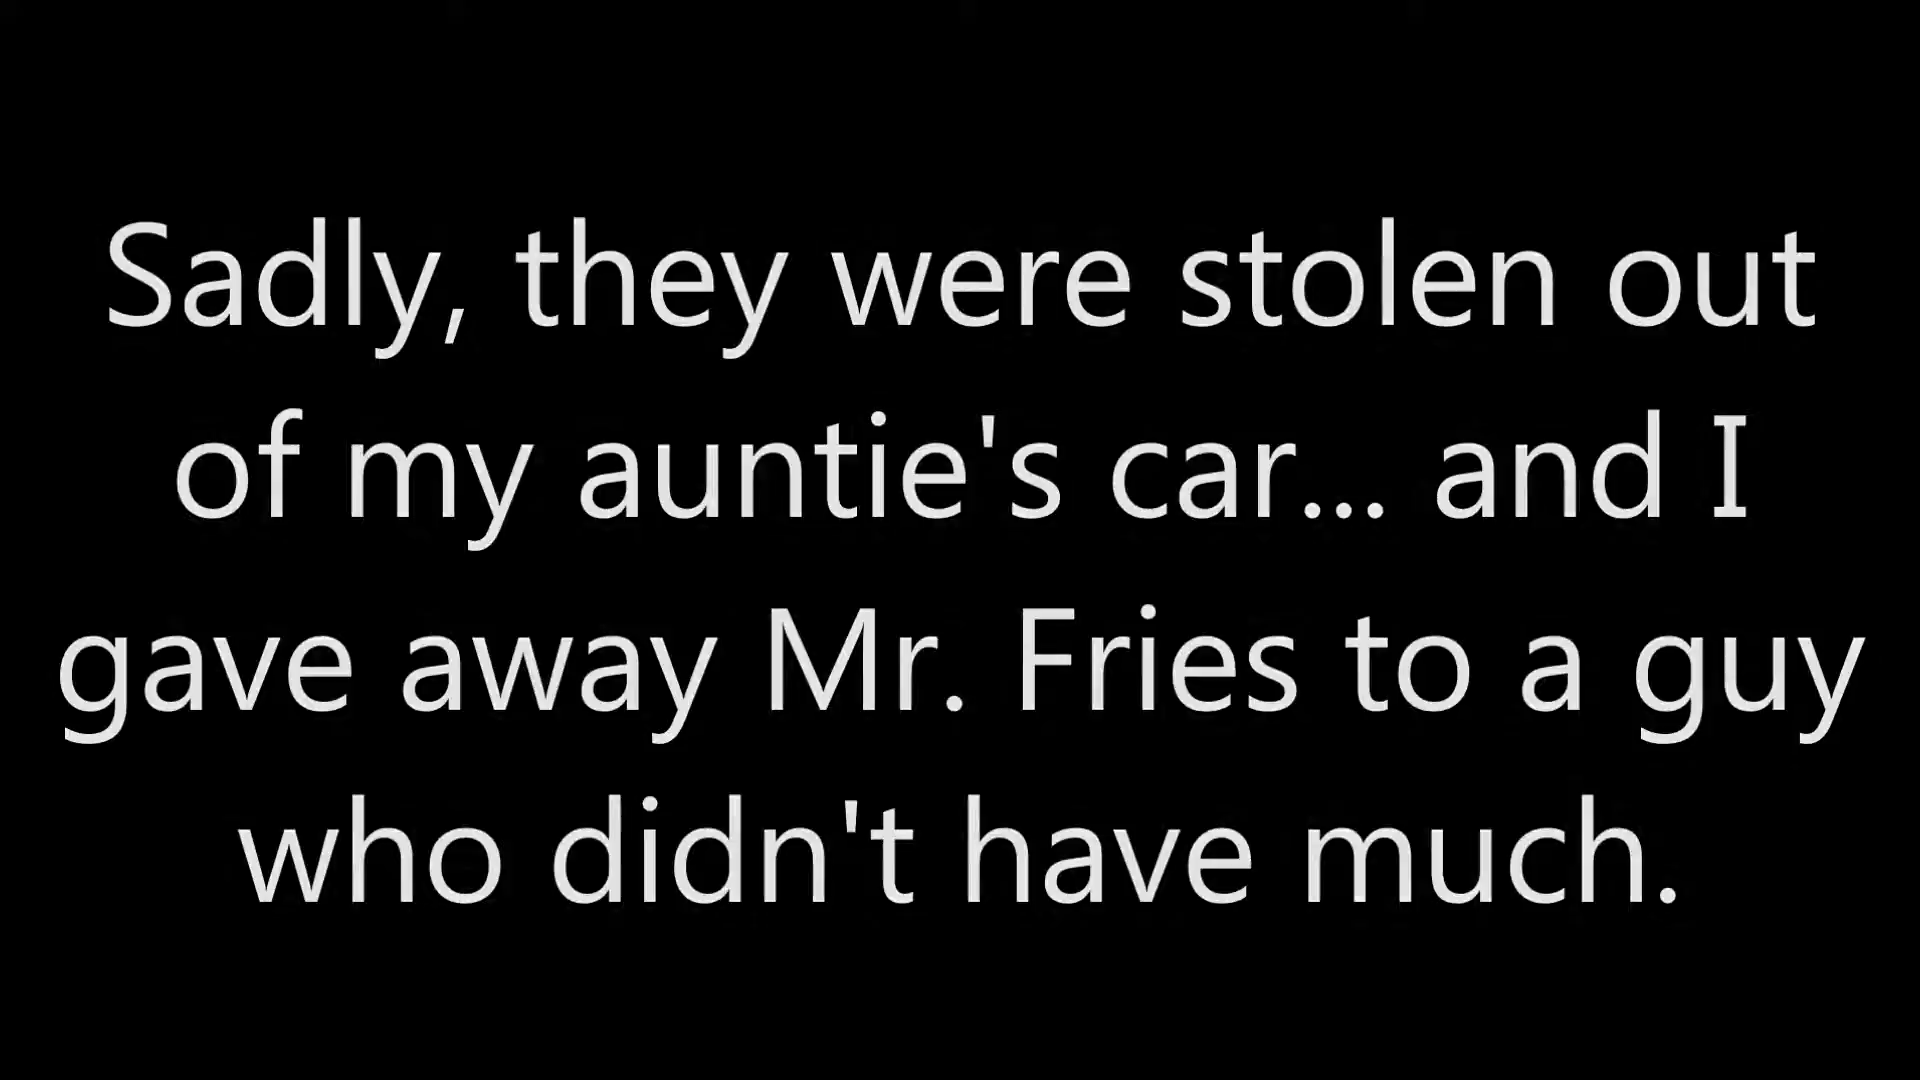 Sadly, they were stolen out
of my auntie's car... and I
gave away Mr. Fries to a guy
who didn't have much.